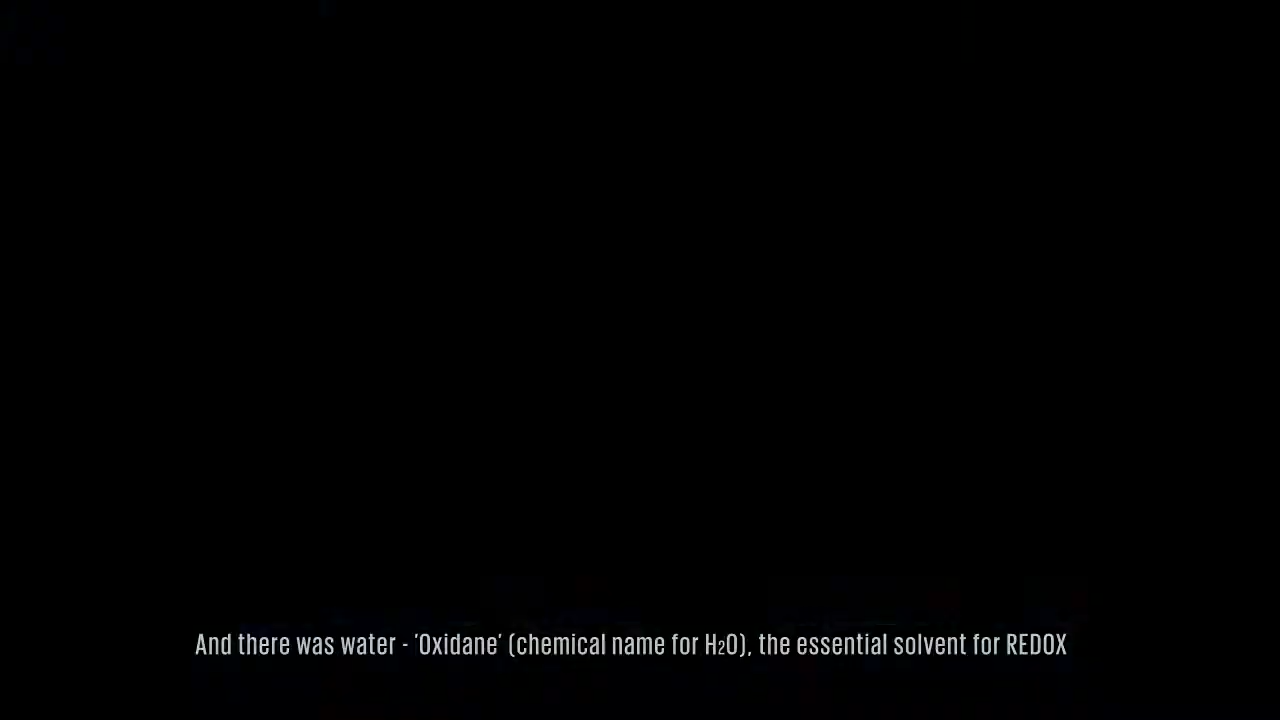 And there was water - 'Oxidane' (chemical name for H₂O), the essential solvent for REDOX